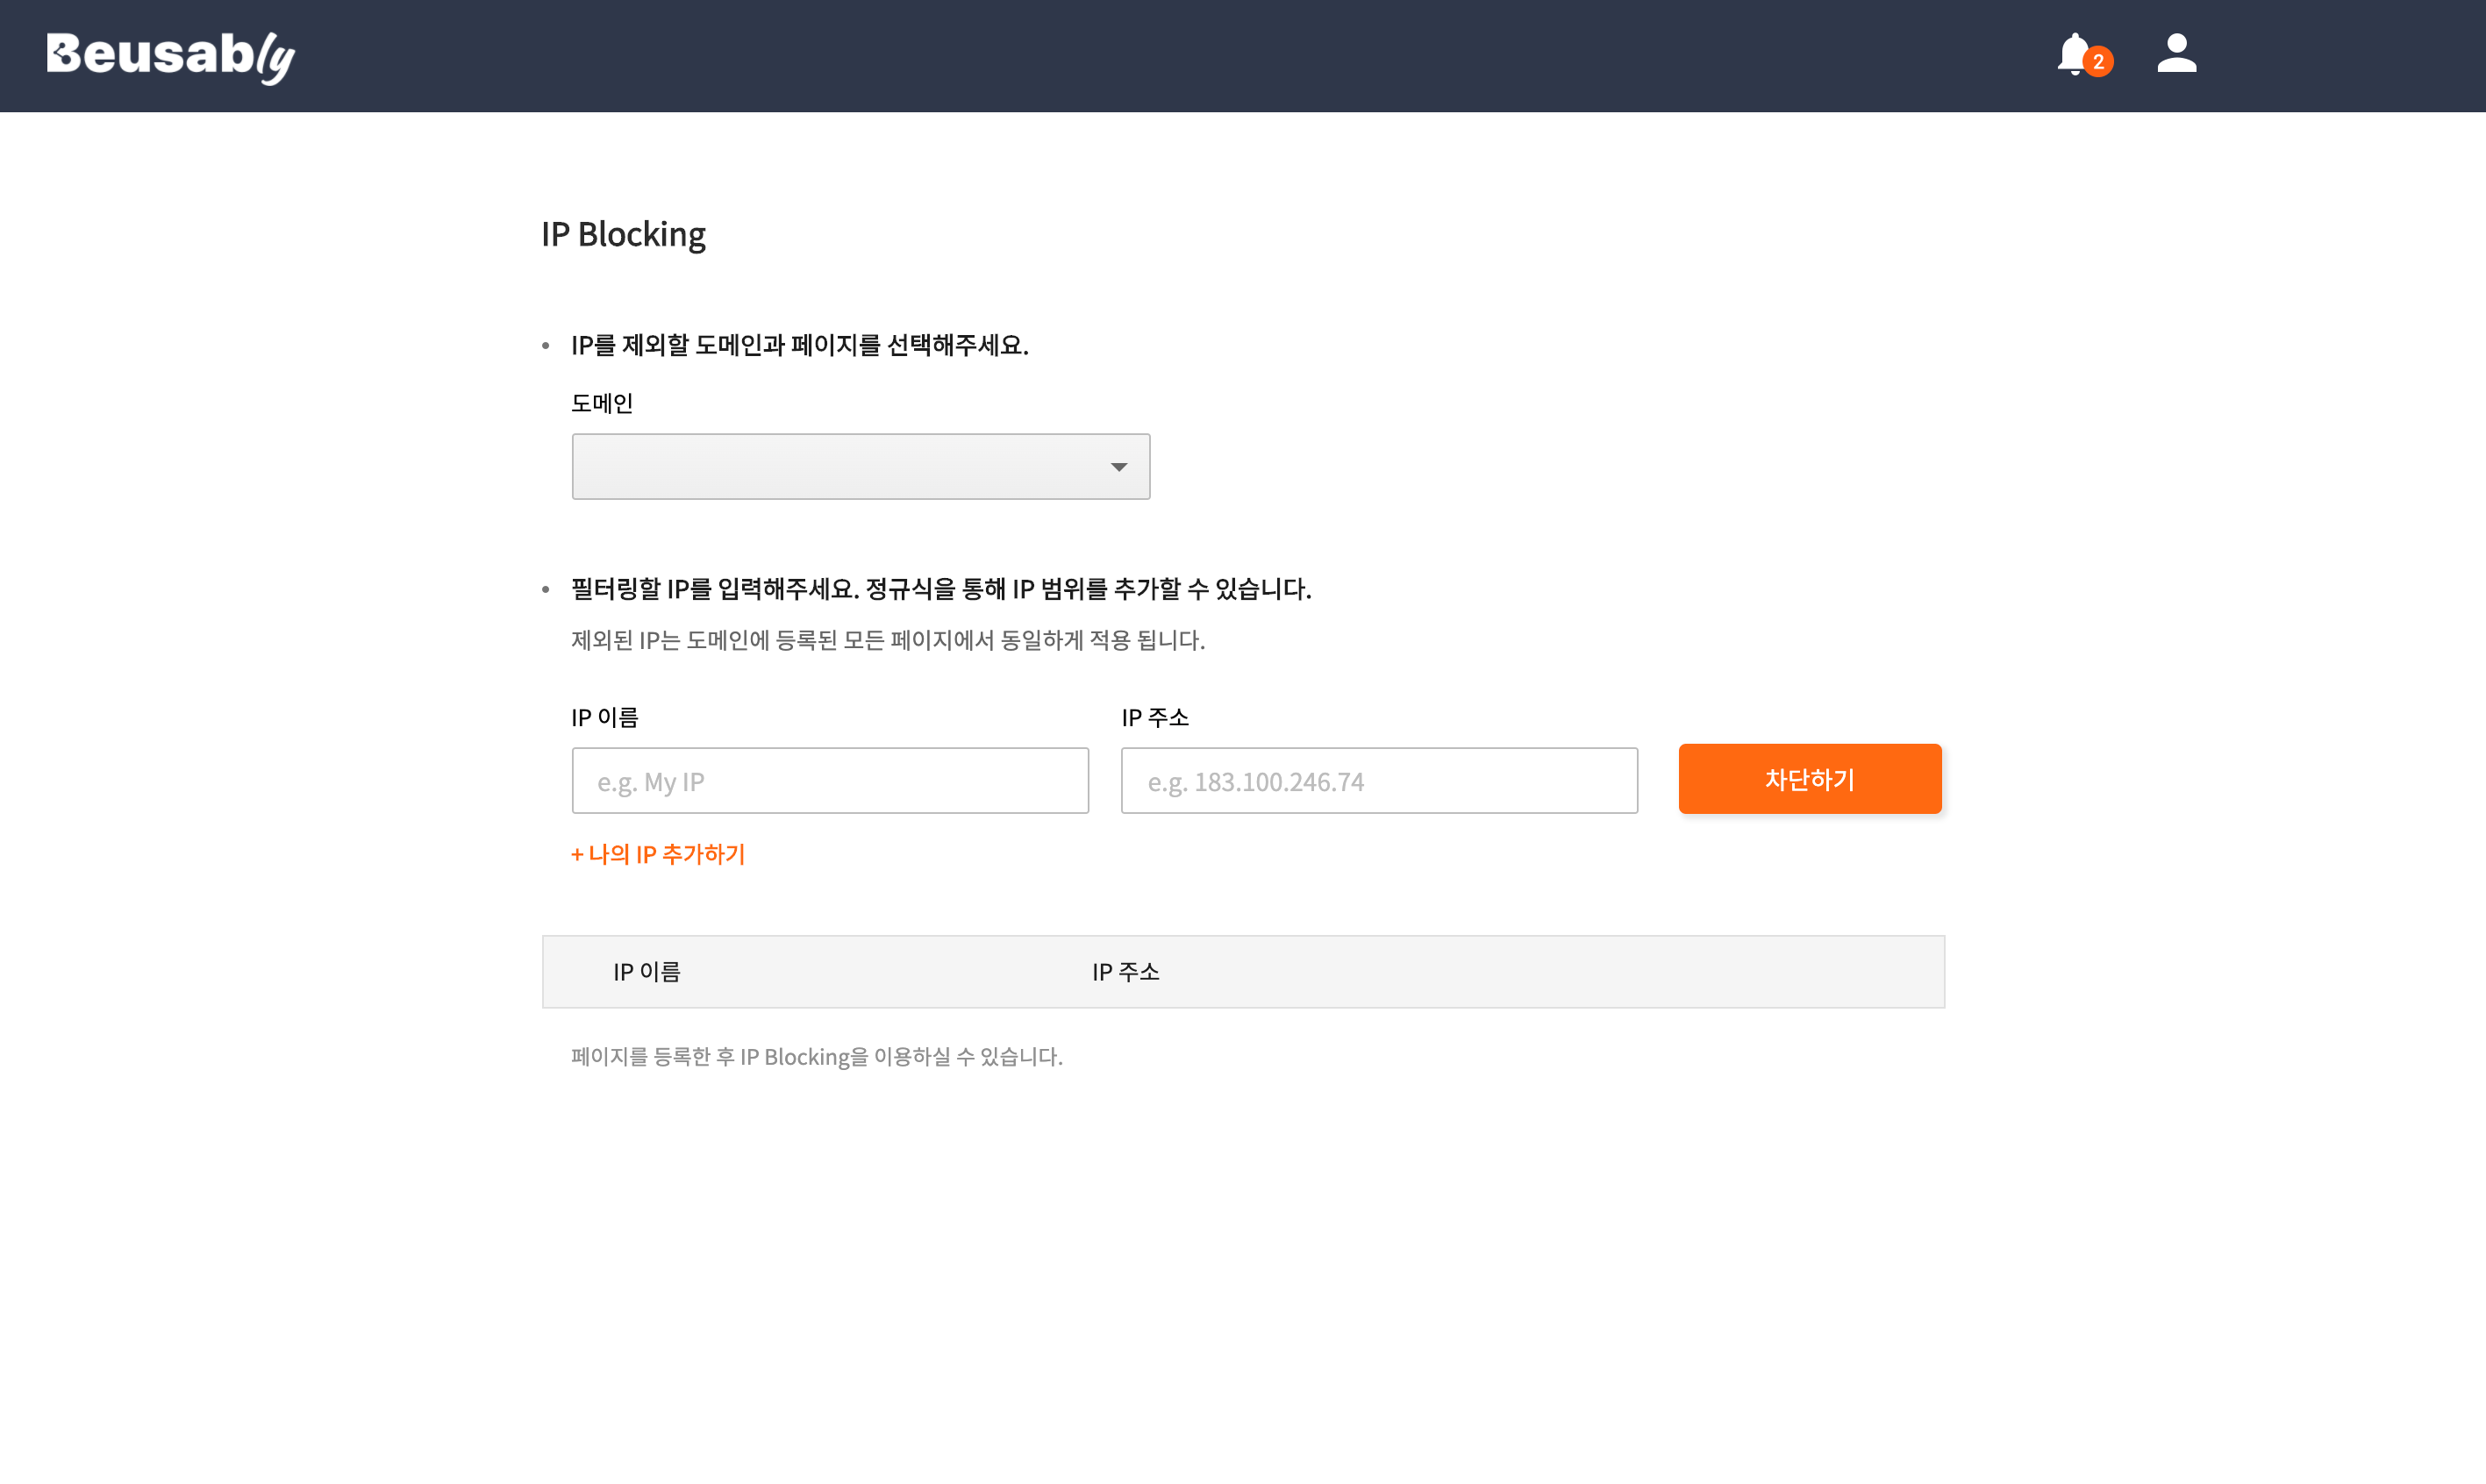 Beusably
2
IP Blocking
• IP를 제외할 도메인과 페이지를 선택해주세요.
도메인
• 필터링할 IP를 입력해주세요. 정규식을 통해 IP 범위를 추가할 수 있습니다.
제외된 IP는 도메인에 등록된 모든 페이지에서 동일하게 적용 됩니다.
IP 이름 IP 주소
e.g. My IP e.g. 183.100.246.74 차단하기
+ 나의 IP 추가하기
IP 이름 IP 주소
페이지를 등록한 후 IP Blocking을 이용하실 수 있습니다.